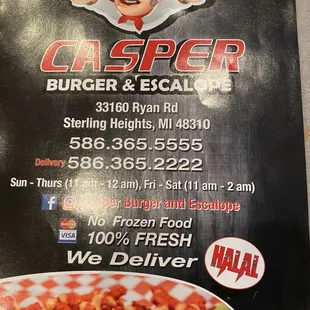 CASPER
BURGER & ESCALOPE
33160 Ryan Rd
Sterling Heights, MI 48310
586.365.5555
Delivery 586.365.2222
Sun - Thurs (11 am - 12 am), Fri - Sat (11 am - 2 am)
Casper Burger and Escalope
No Frozen Food
VISA
100% FRESH
We Deliver
HALAL